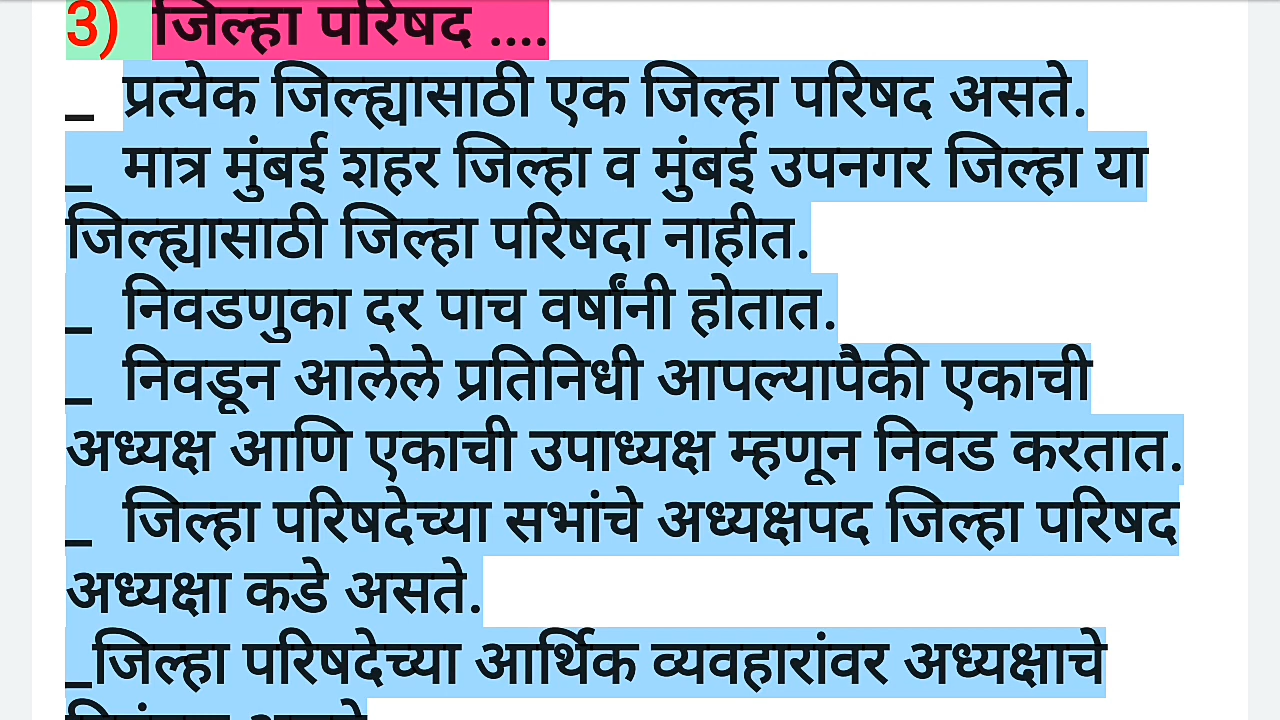 3) जिल्हा परिषद ....
_ प्रत्येक जिल्ह्यासाठी एक जिल्हा परिषद असते.
_ मात्र मुंबई शहर जिल्हा व मुंबई उपनगर जिल्हा या
जिल्ह्यासाठी जिल्हा परिषदा नाहीत.
_ निवडणुका दर पाच वर्षांनी होतात.
_ निवडून आलेले प्रतिनिधी आपल्यापैकी एकाची
अध्यक्ष आणि एकाची उपाध्यक्ष म्हणून निवड करतात.
_ जिल्हा परिषदेच्या सभांचे अध्यक्षपद जिल्हा परिषद
अध्यक्षा कडे असते.
_जिल्हा परिषदेच्या आर्थिक व्यवहारांवर अध्यक्षाचे